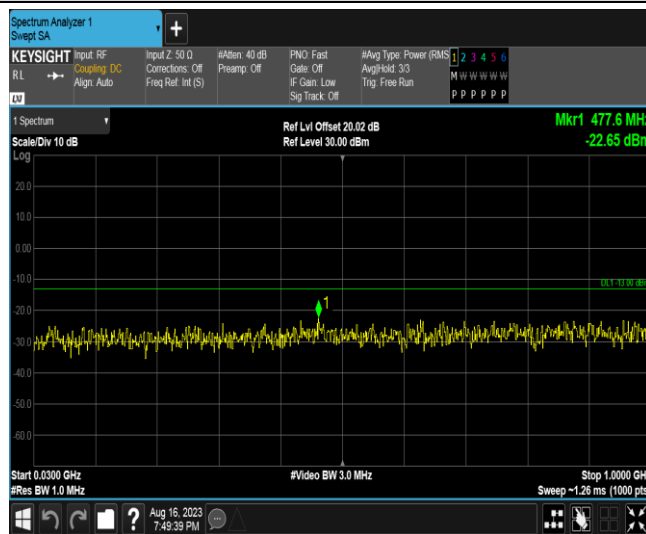 Spectrum Analyzer 1
Swept SA
+
KEYSIGHT
RL
LXI
Input: RF
Coupling: DC
Align: Auto
Input Z: 50 Ω
Corrections: Off
Freq Ref: Int (S)
#Atten: 40 dB
Preamp: Off
PNO: Fast
Gate: Off
IF Gain: Low
Sig Track: Off
#Avg Type: Power (RMS
Avg|Hold: 3/3
Trig: Free Run
1 2 3 4 5 6
M W W W W W
P P P P P P
1 Spectrum
Scale/Div 10 dB
Log
Ref Lvl Offset 20.02 dB
Ref Level 30.00 dBm
Mkr1 477.6 MHz
-22.65 dBm
20.0
10.0
0.00
-10.0
-20.0
-30.0
-40.0
-50.0
-60.0
DL1 -13.00 dBm
1
Start 0.0300 GHz
#Res BW 1.0 MHz
#Video BW 3.0 MHz
Stop 1.0000 GH
Sweep ~1.26 ms (1000 pts
?
Aug 16, 2023
7:49:39 PM